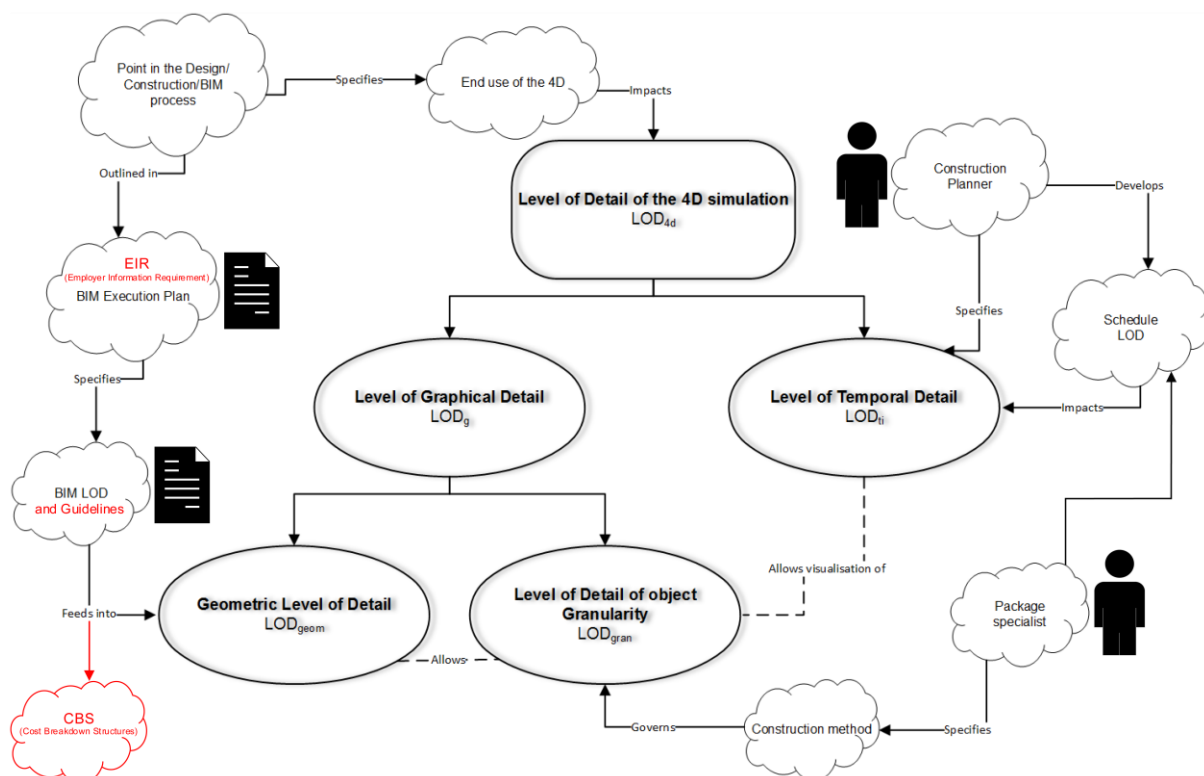 Point in the Design/
Construction/BIM
process
Specifies
End use of the 4D
Impacts
Outlined in
Level of Detail of the 4D simulation
LOD4d
Construction
Planner
Develops
EIR
(Employer Information Requirement)
BIM Execution Plan
Specifies
Schedule
LOD
Specifies
Level of Graphical Detail
LODg
Level of Temporal Detail
LODti
Impacts
BIM LOD
and Guidelines
Allows visualisation of
Feeds into
Geometric Level of Detail
LODgeom
Level of Detail of object
Granularity
LODgran
Package
specialist
Allows
CBS
(Cost Breakdown Structures)
Governs
Construction method
Specifies